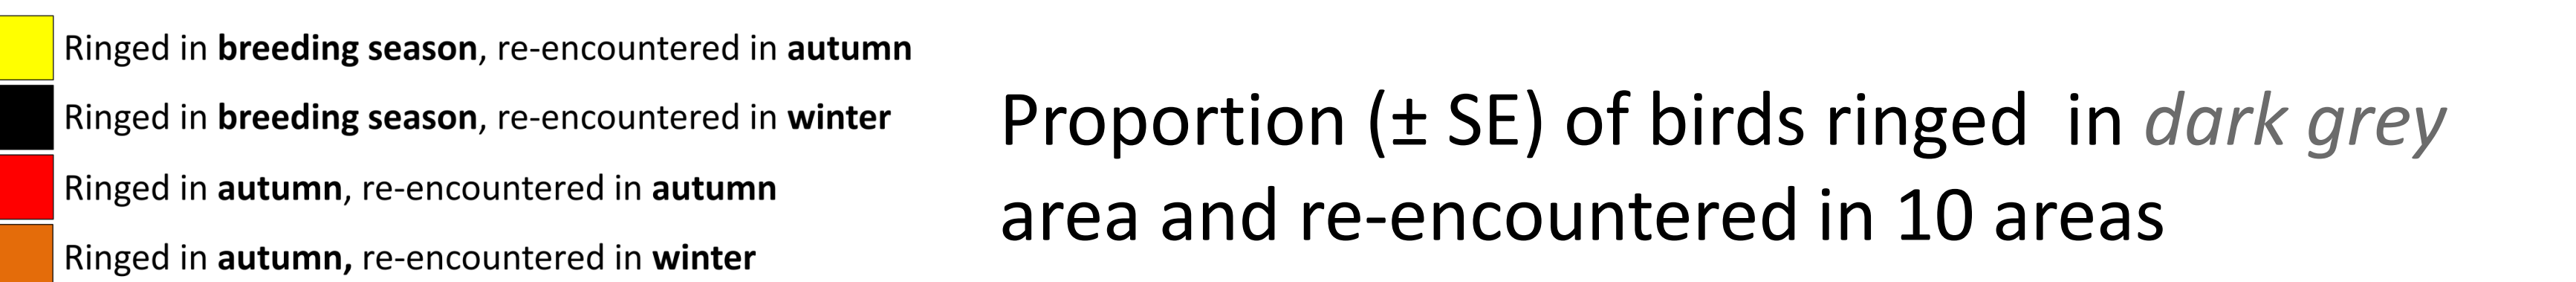 Ringed in breeding season, re-encountered in autumn
Ringed in breeding season, re-encountered in winter
Ringed in autumn, re-encountered in autumn
Ringed in autumn, re-encountered in winter
Proportion (± SE) of birds ringed  in dark grey
area and re-encountered in 10 areas